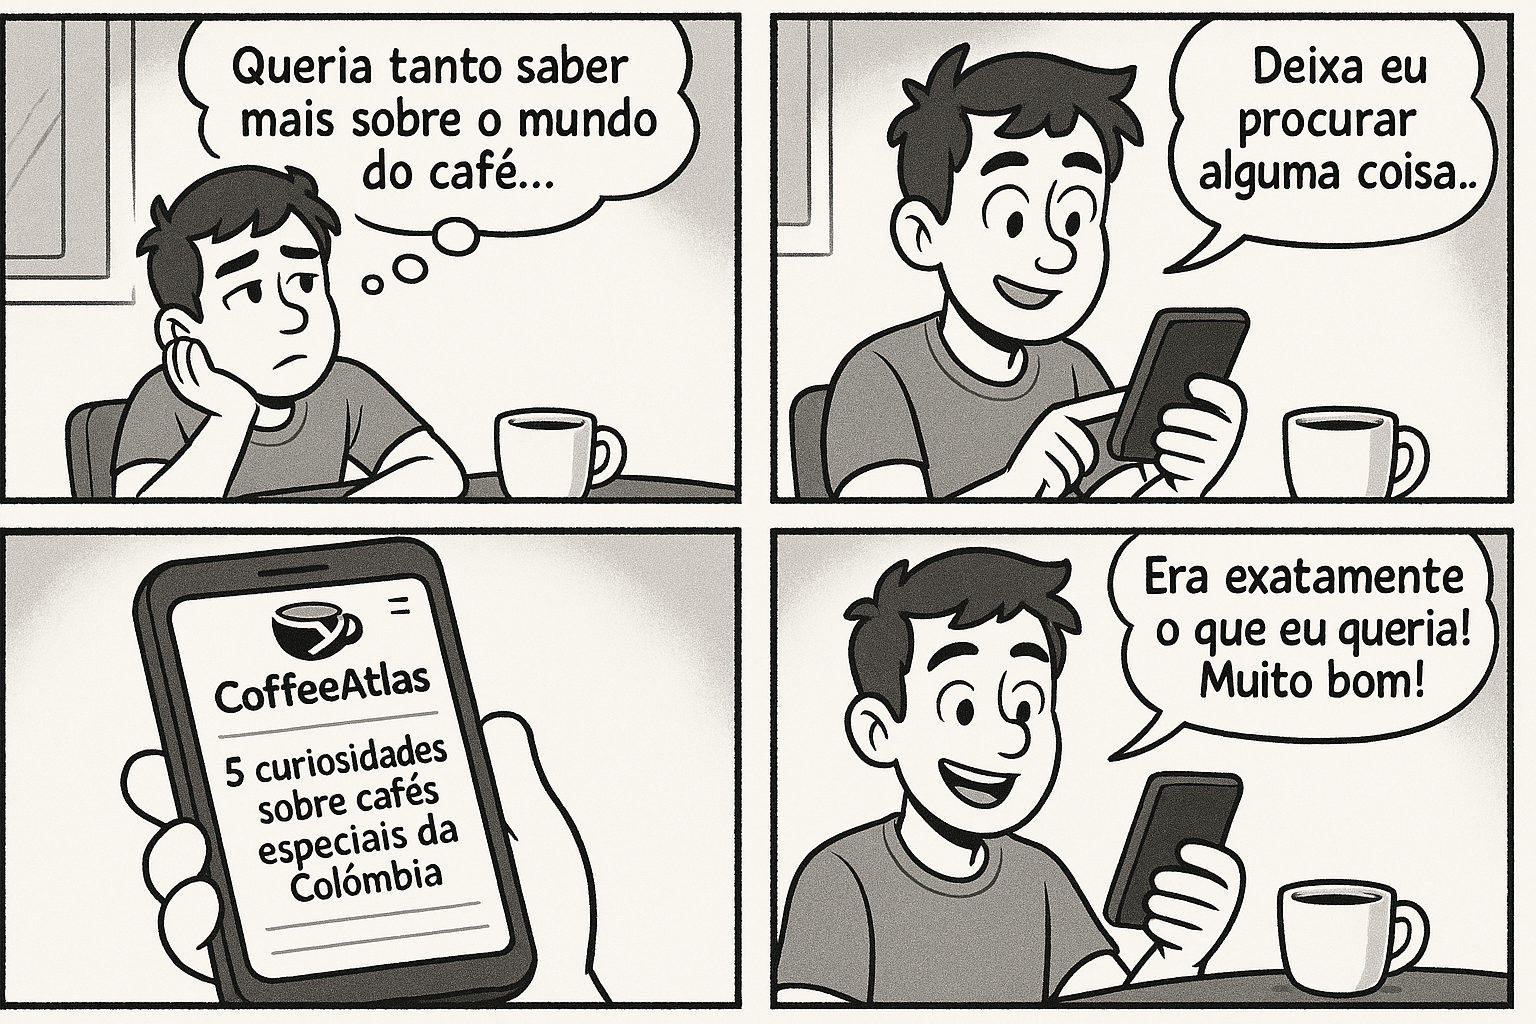 Queria tanto saber
mais sobre o mundo
do café...
Deixa eu
procurar
alguma coisa..
CoffeeAtlas
5 curiosidades
sobre cafés
especiais da
Colómbia
Era exatamente
o que eu queria!
Muito bom!